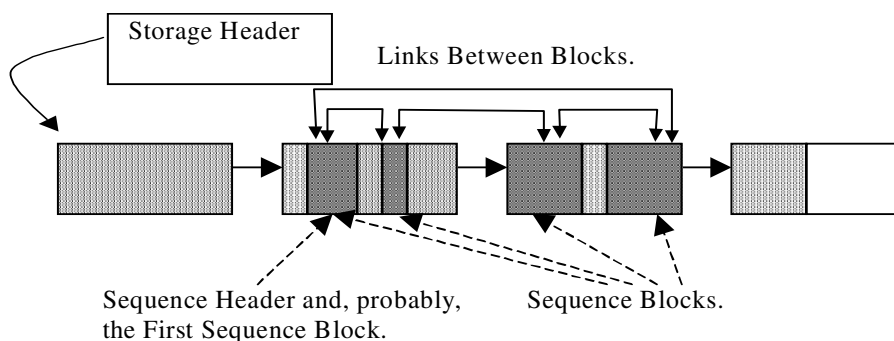 Storage Header
Links Between Blocks.
Sequence Header and, probably,
the First Sequence Block.
Sequence Blocks.